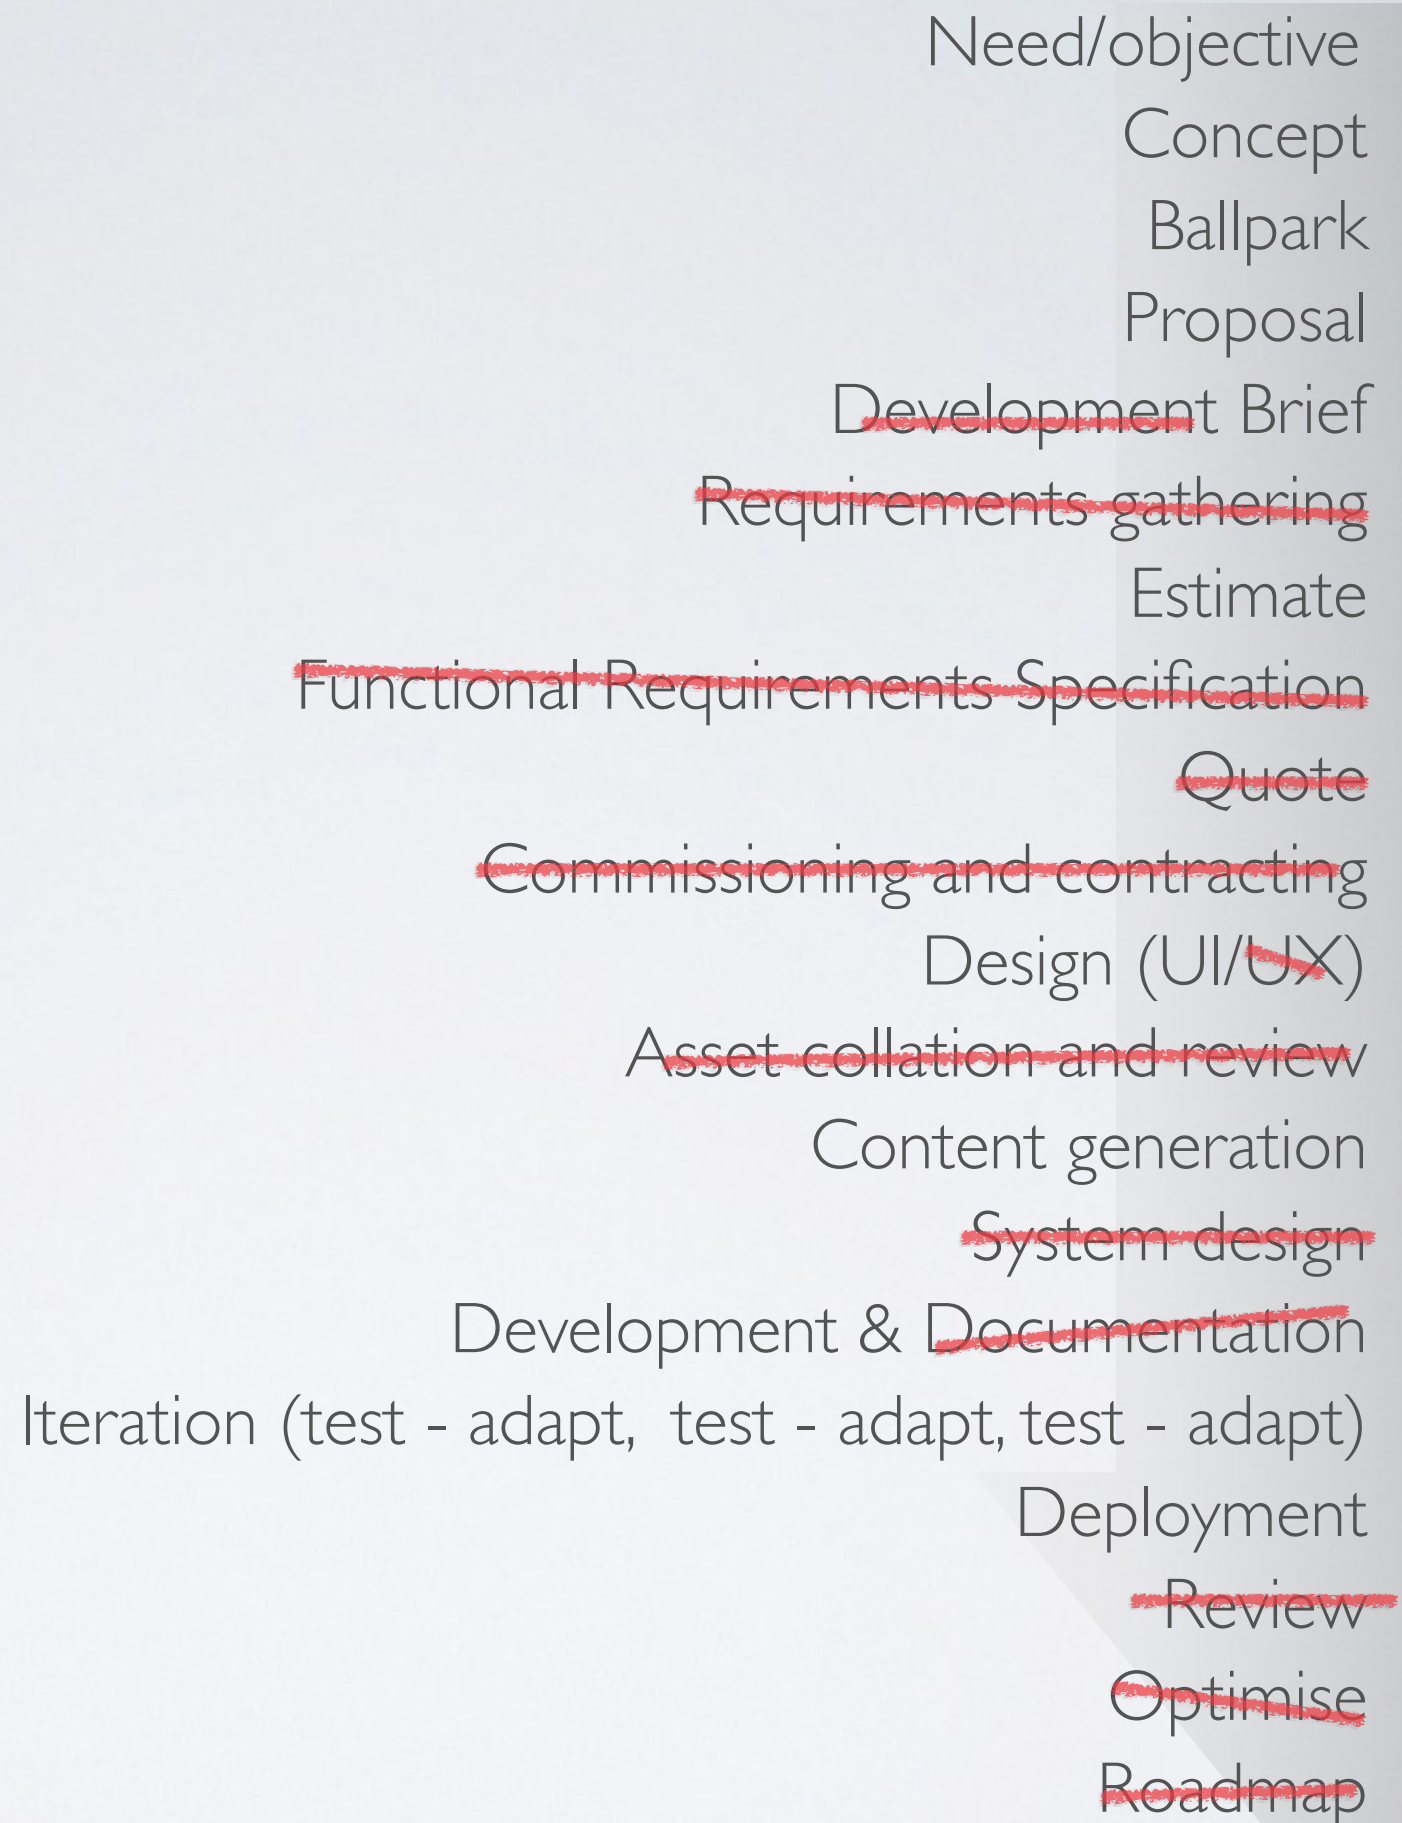 Need/objective
Concept
Ballpark
Proposal
Development Brief
Requirements gathering
Estimate
Functional Requirements Specification
Quote
Commissioning and contracting
Design (UI/UX)
Asset collation and review
Content generation
System design
Development & Documentation
Iteration (test - adapt,  test - adapt, test - adapt)
Deployment
Review
Optimise
Roadmap